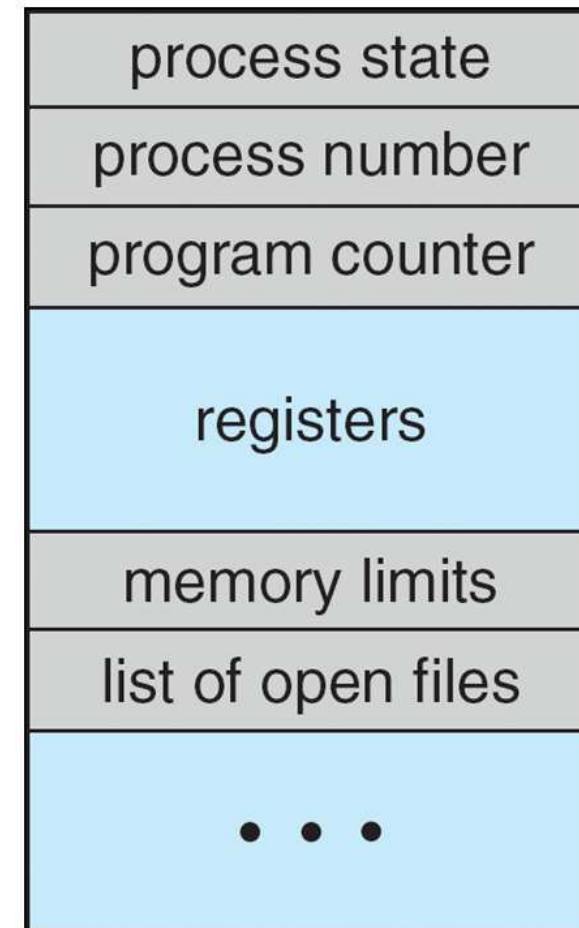 process state
process number
program counter
registers
memory limits
list of open files
• • •